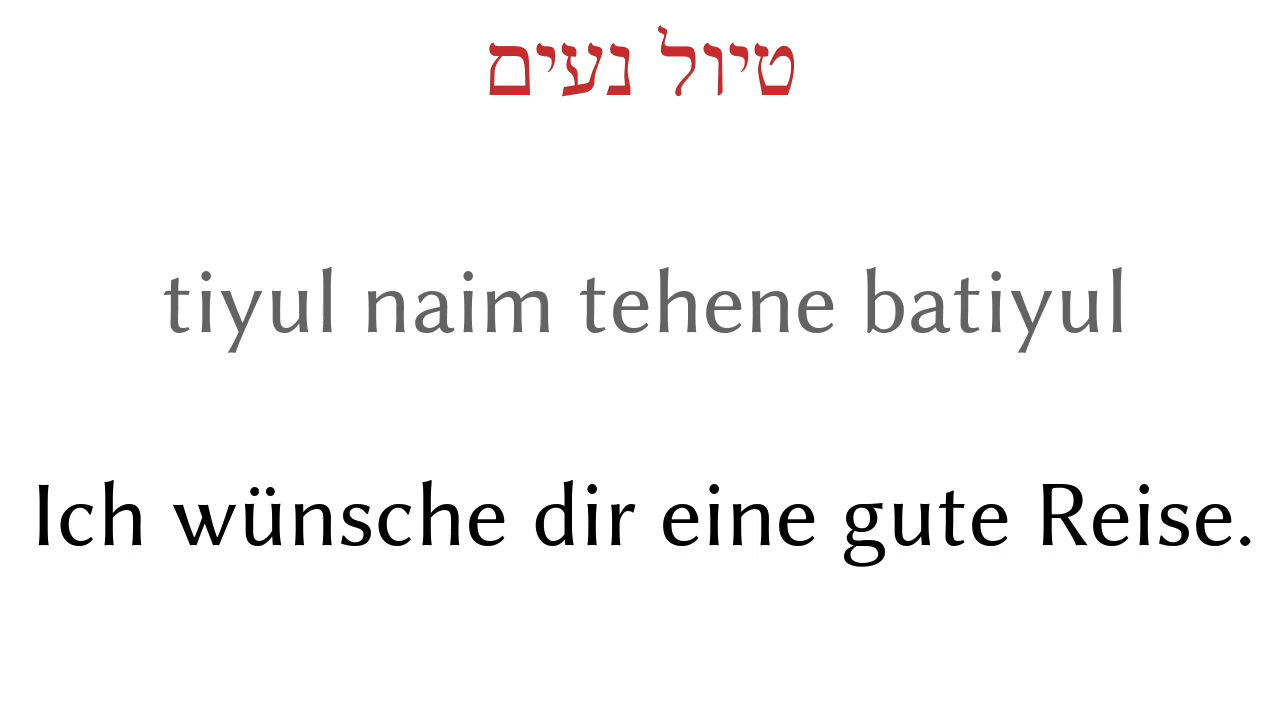 טיול נעים
tiyul naim tehene batiyul
Ich wünsche dir eine gute Reise.